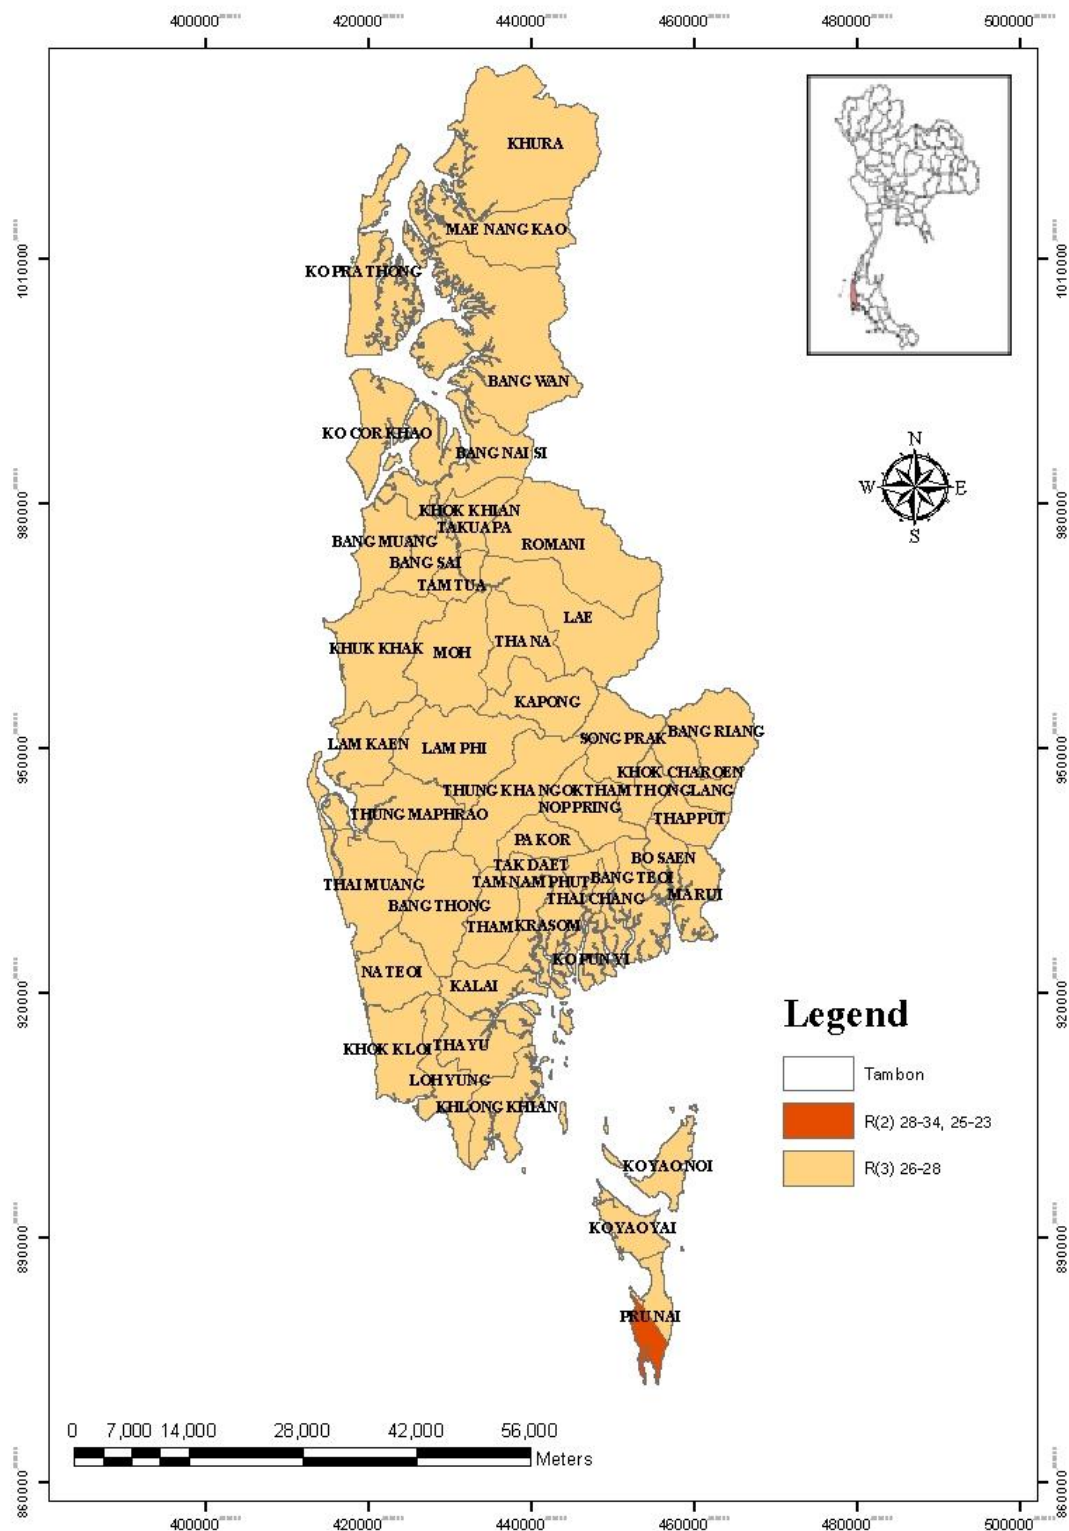 400000 420000 440000 460000 480000 500000
KHURA
MAE NANG KAO
1010000 1010000
KO PRA THONG
BANG WAN
KO COR KHAO
BANG NAI SI
N
W E
S
980000 980000
KHOK KHIAN
TAKUAPA
BANG MUANG
ROMANI
BANG SAI
TAM TUA
LAE
THA NA
KHUK KHAK
MOH
KAPONG
BANG RIANG
SONG PRAK
LAM KAEN
LAM PHI
950000 950000
KHOK CHAROEN
THUNG KHA NGOK THAM THONGLANG
NOPPRING
THUNG MAPHRAO
THAP PUT
PA KOR
BO SAEN
TAK DAET
BANG TEOI
TAM NAM PHUT
THAI MUANG
MARUI
THAI CHANG
BANG THONG
THAM KRASOM
KO PUN YI
NA TEOI
KALAI
920000 920000
Legend
KHOK KLOI
THA YU
Tambon
LOH YUNG
KHLONG KHIAN
R(2) 28-34, 25-23
KO YAO NOI
R(3) 26-28
KO YAO YAI
890000 890000
PRU NAI
0 7,000 14,000 28,000 42,000 56,000
Meters
860000 860000
400000 420000 440000 460000 480000 500000